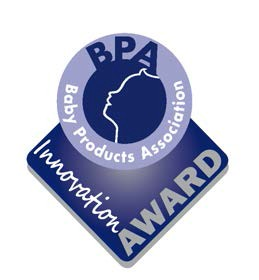 BPA
Baby Products Association
Innovation
AWARD